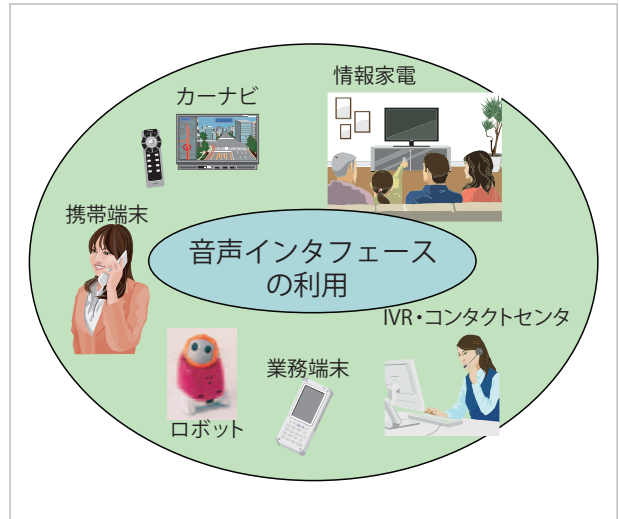 情報家電
カーナビ
携帯端末
音声インタフェース
の利用
IVR・コンタクトセンタ
業務端末
ロボット